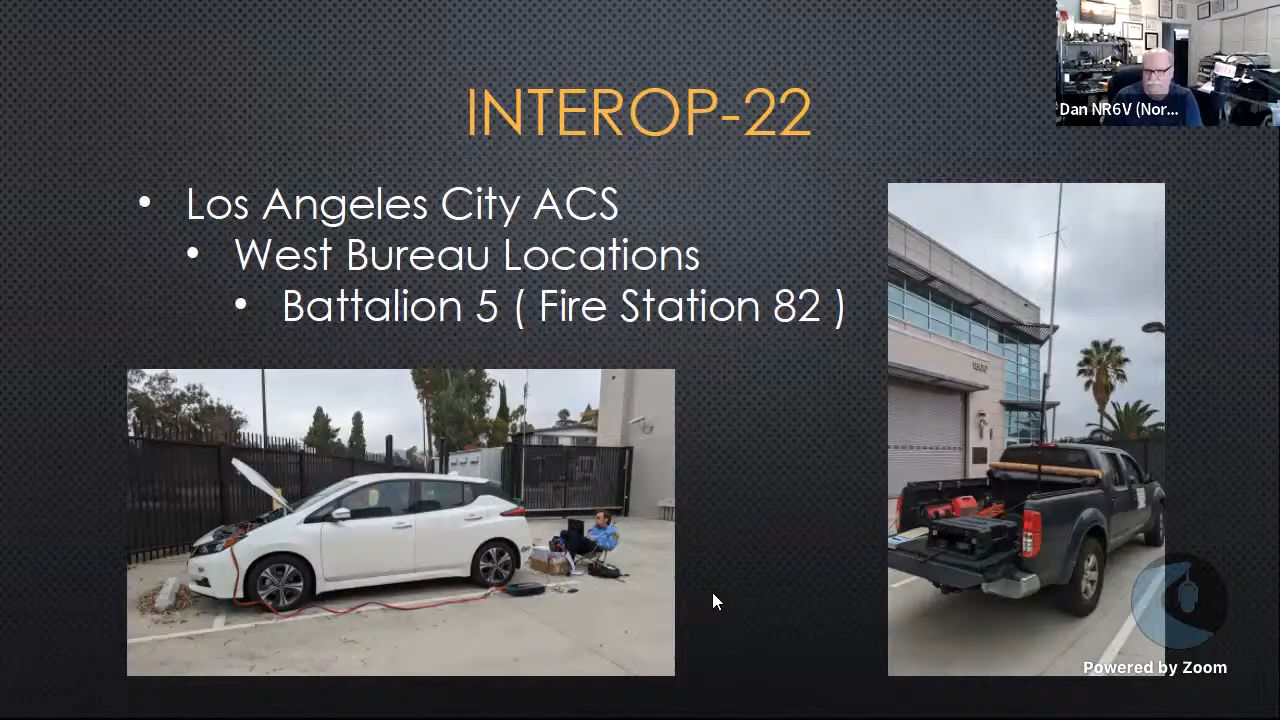 Dan NR6V (Nor...
INTEROP-22
• Los Angeles City ACS
• West Bureau Locations
• Battalion 5 ( Fire Station 82 )
1800
Powered by Zoom